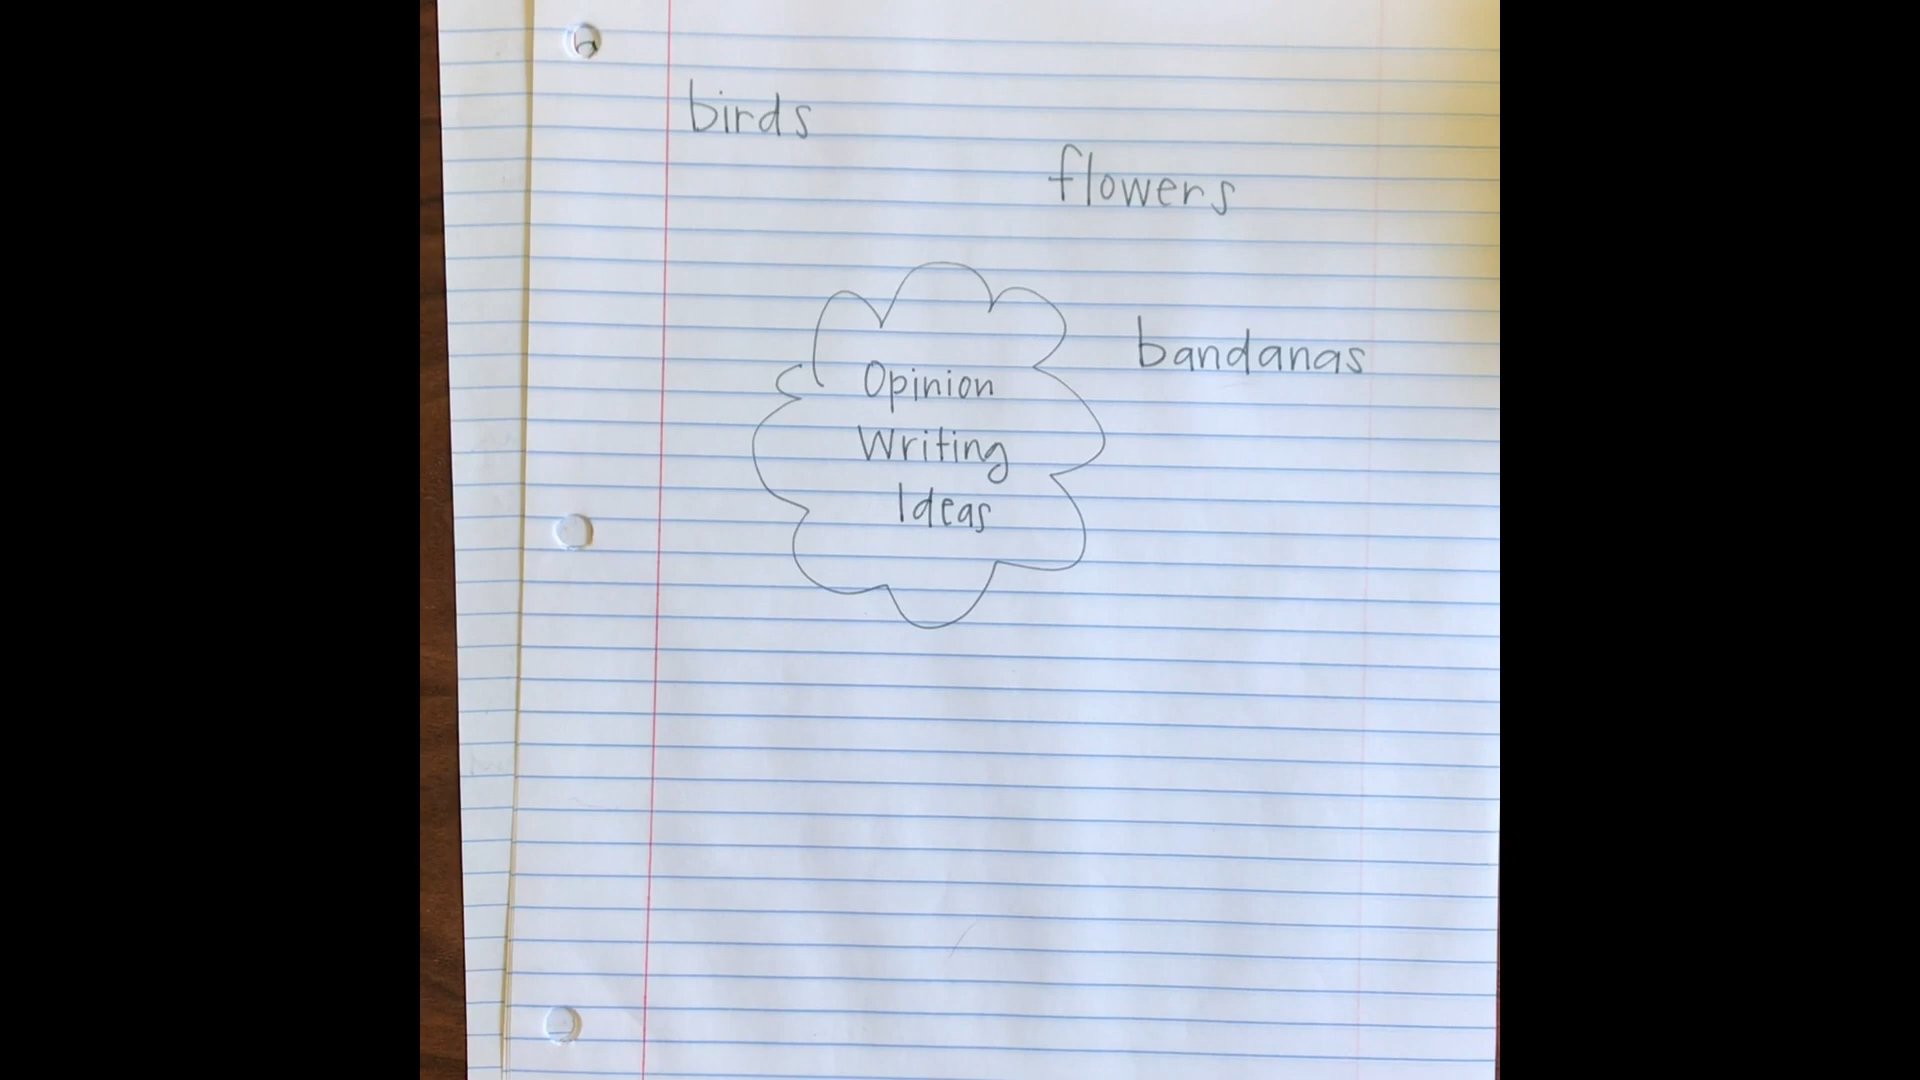 birds
flowers
bandanas
Opinion
Writing
Ideas